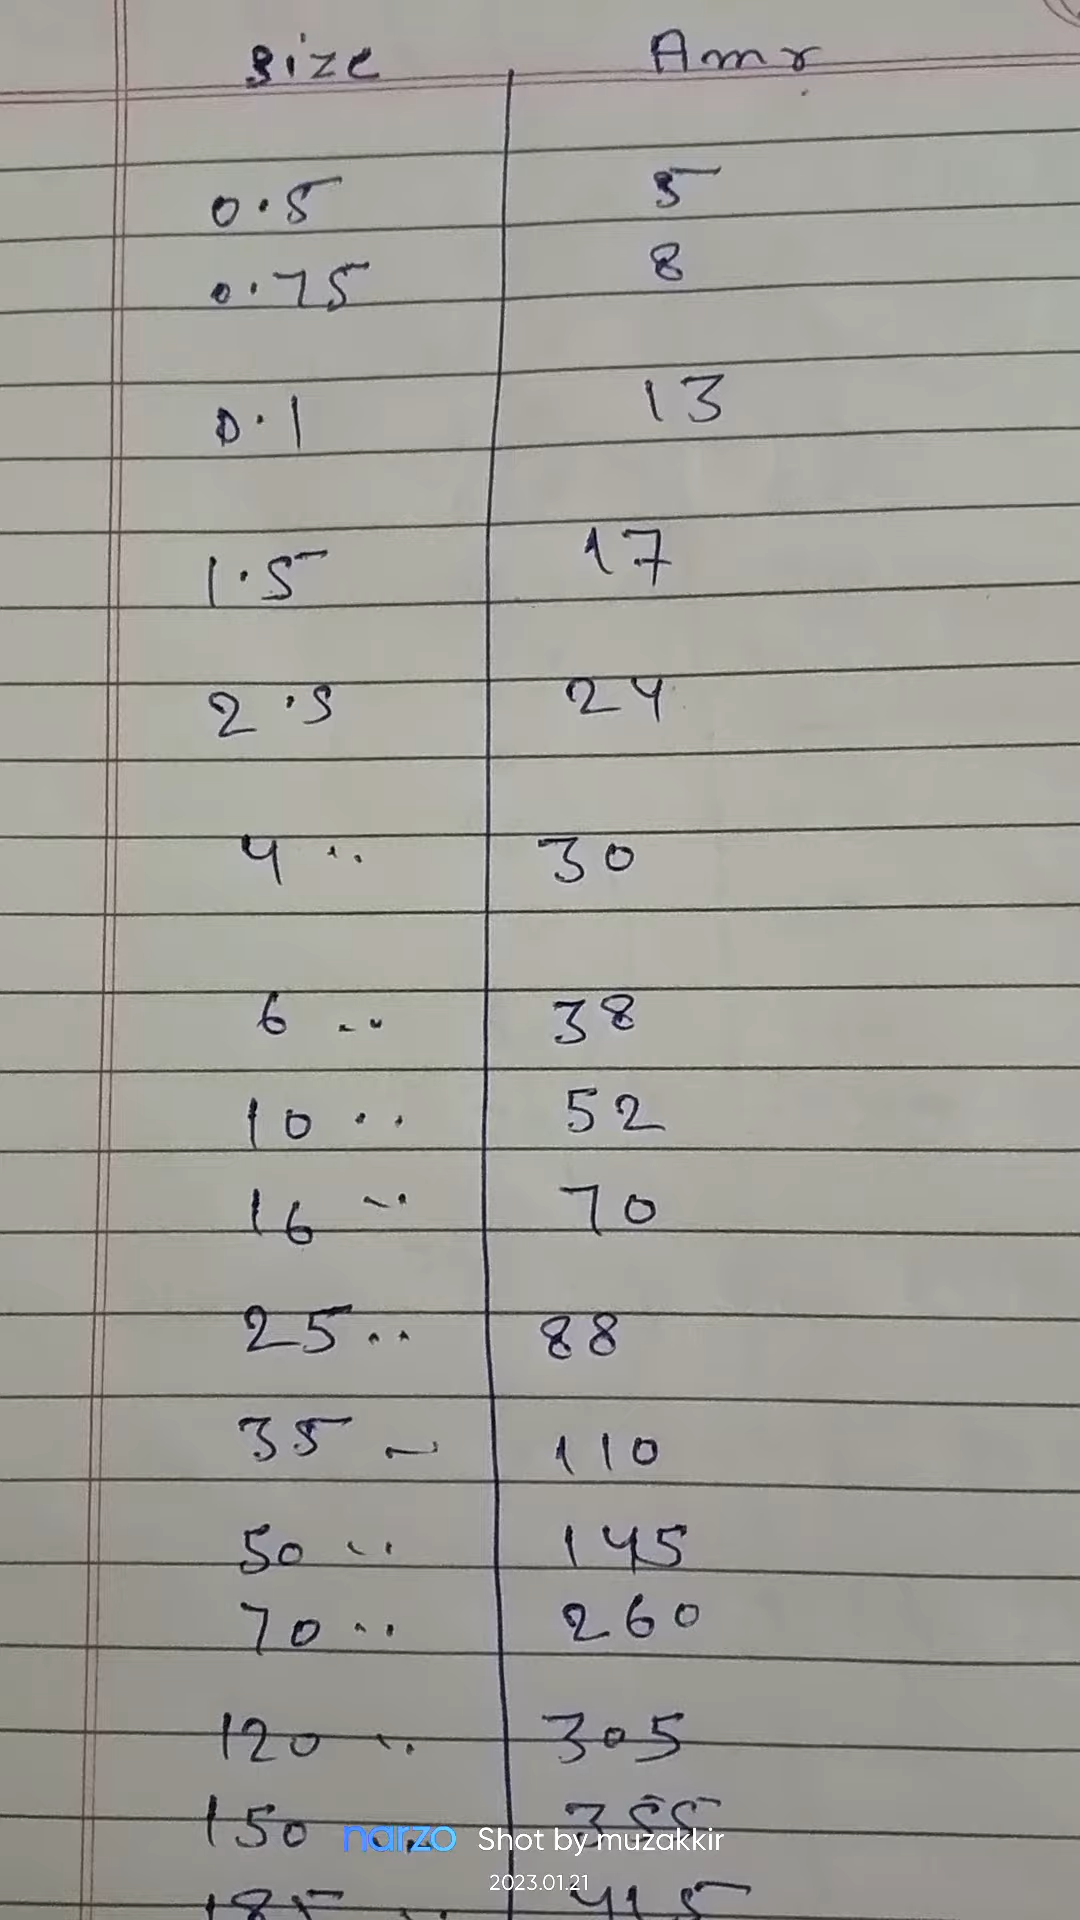 Size Amr
0.5 5
0.75 8
0.1 13
1.5 17
2.5 24
4 .. 30
6 .. 38
10 .. 52
16 .. 70
25 .. 88
35 .. 110
50 .. 145
70 .. 260
120 .. 305
150 .. 355
narzo Shot by muzakkir
2023.01.21
185 .. 415